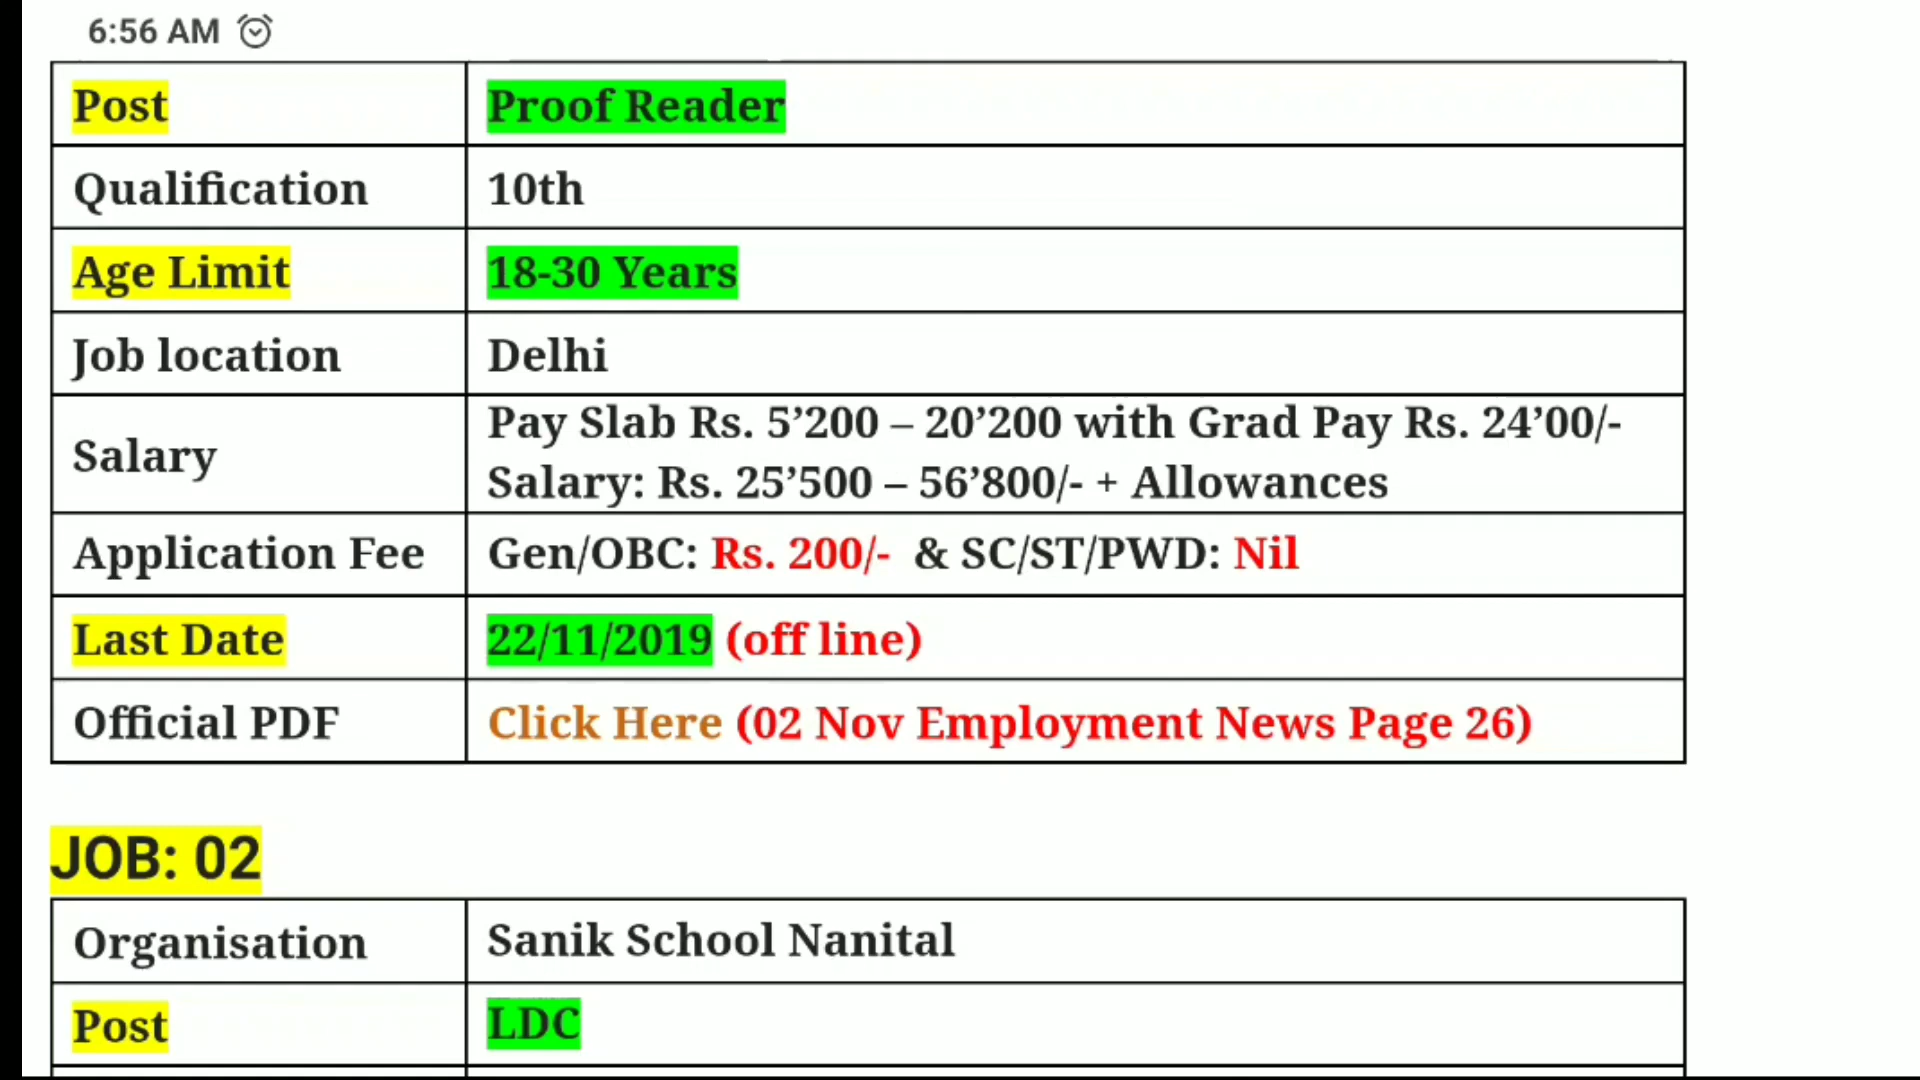 6:56 AM
Post Proof Reader
Qualification 10th
Age Limit 18-30 Years
Job location Delhi
Salary Pay Slab Rs. 5’200 – 20’200 with Grad Pay Rs. 24’00/-
Salary: Rs. 25’500 – 56’800/- + Allowances
Application Fee Gen/OBC: Rs. 200/- & SC/ST/PWD: Nil
Last Date 22/11/2019 (off line)
Official PDF Click Here (02 Nov Employment News Page 26)
JOB: 02
Organisation Sanik School Nanital
Post LDC